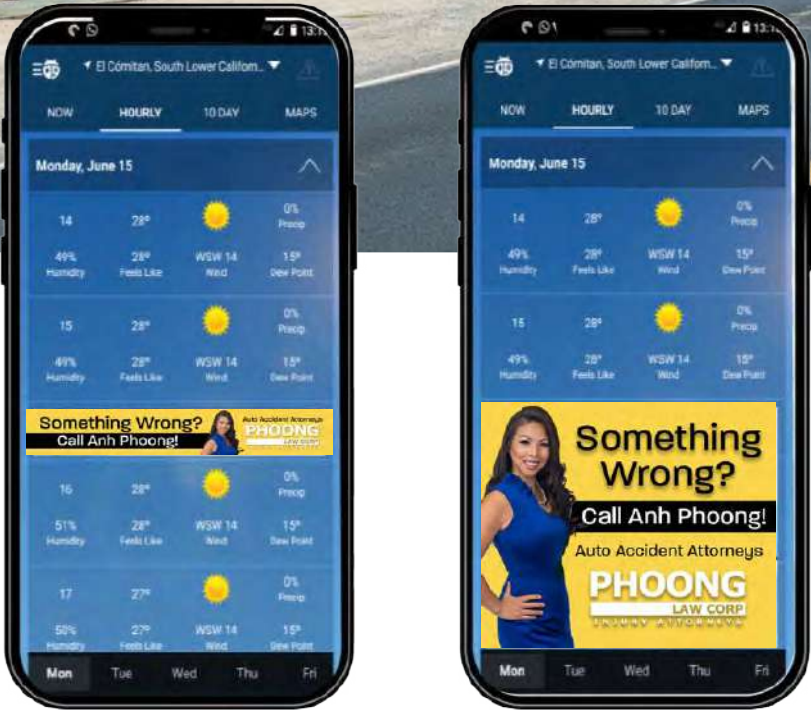 13:1
El Cómitan, South Lower Californ...
NOW HOURLY 10 DAY MAPS
Monday, June 15
14 28° 0%
Precip
49% 28° WSW 14 15°
Humidity Feels Like Wind Dew Point
15 28° 0%
Precip
49% 28° WSW 14 15°
Humidity Feels Like Wind Dew Point
Something Wrong?
Call Anh Phoong!
Auto Accident Attorneys
PHOONG
LAW CORP
16 28° 0%
Precip
51% 28° WSW 14 15°
Humidity Feels Like Wind Dew Point
17 27° 0%
Precip
50% 27° WSW 14 15°
Humidity Feels Like Wind Dew Point
Mon Tue Wed Thu Fri
13:1
El Cómitan, South Lower Californ...
NOW HOURLY 10 DAY MAPS
Monday, June 15
14 28° 0%
Precip
49% 28° WSW 14 15°
Humidity Feels Like Wind Dew Point
15 28° 0%
Precip
49% 28° WSW 14 15°
Humidity Feels Like Wind Dew Point
Something
Wrong?
Call Anh Phoong!
Auto Accident Attorneys
PHOONG
LAW CORP
INJURY ATTORNEYS
Mon Tue Wed Thu Fri